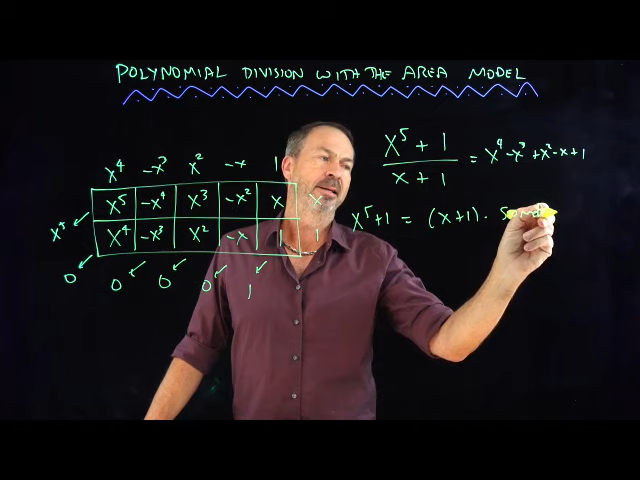 POLYNOMIAL DIVISION WITH THE AREA MODEL
x⁴ -x³ x² -x 1
x⁵ -x⁴ x³ -x² x x
x⁴ -x³ x² -x 1 1
x⁵
0 0 0 0 1
x⁵ + 1
x + 1
= x⁴ - x³ + x² - x + 1
x⁵+1 = (x+1) ·